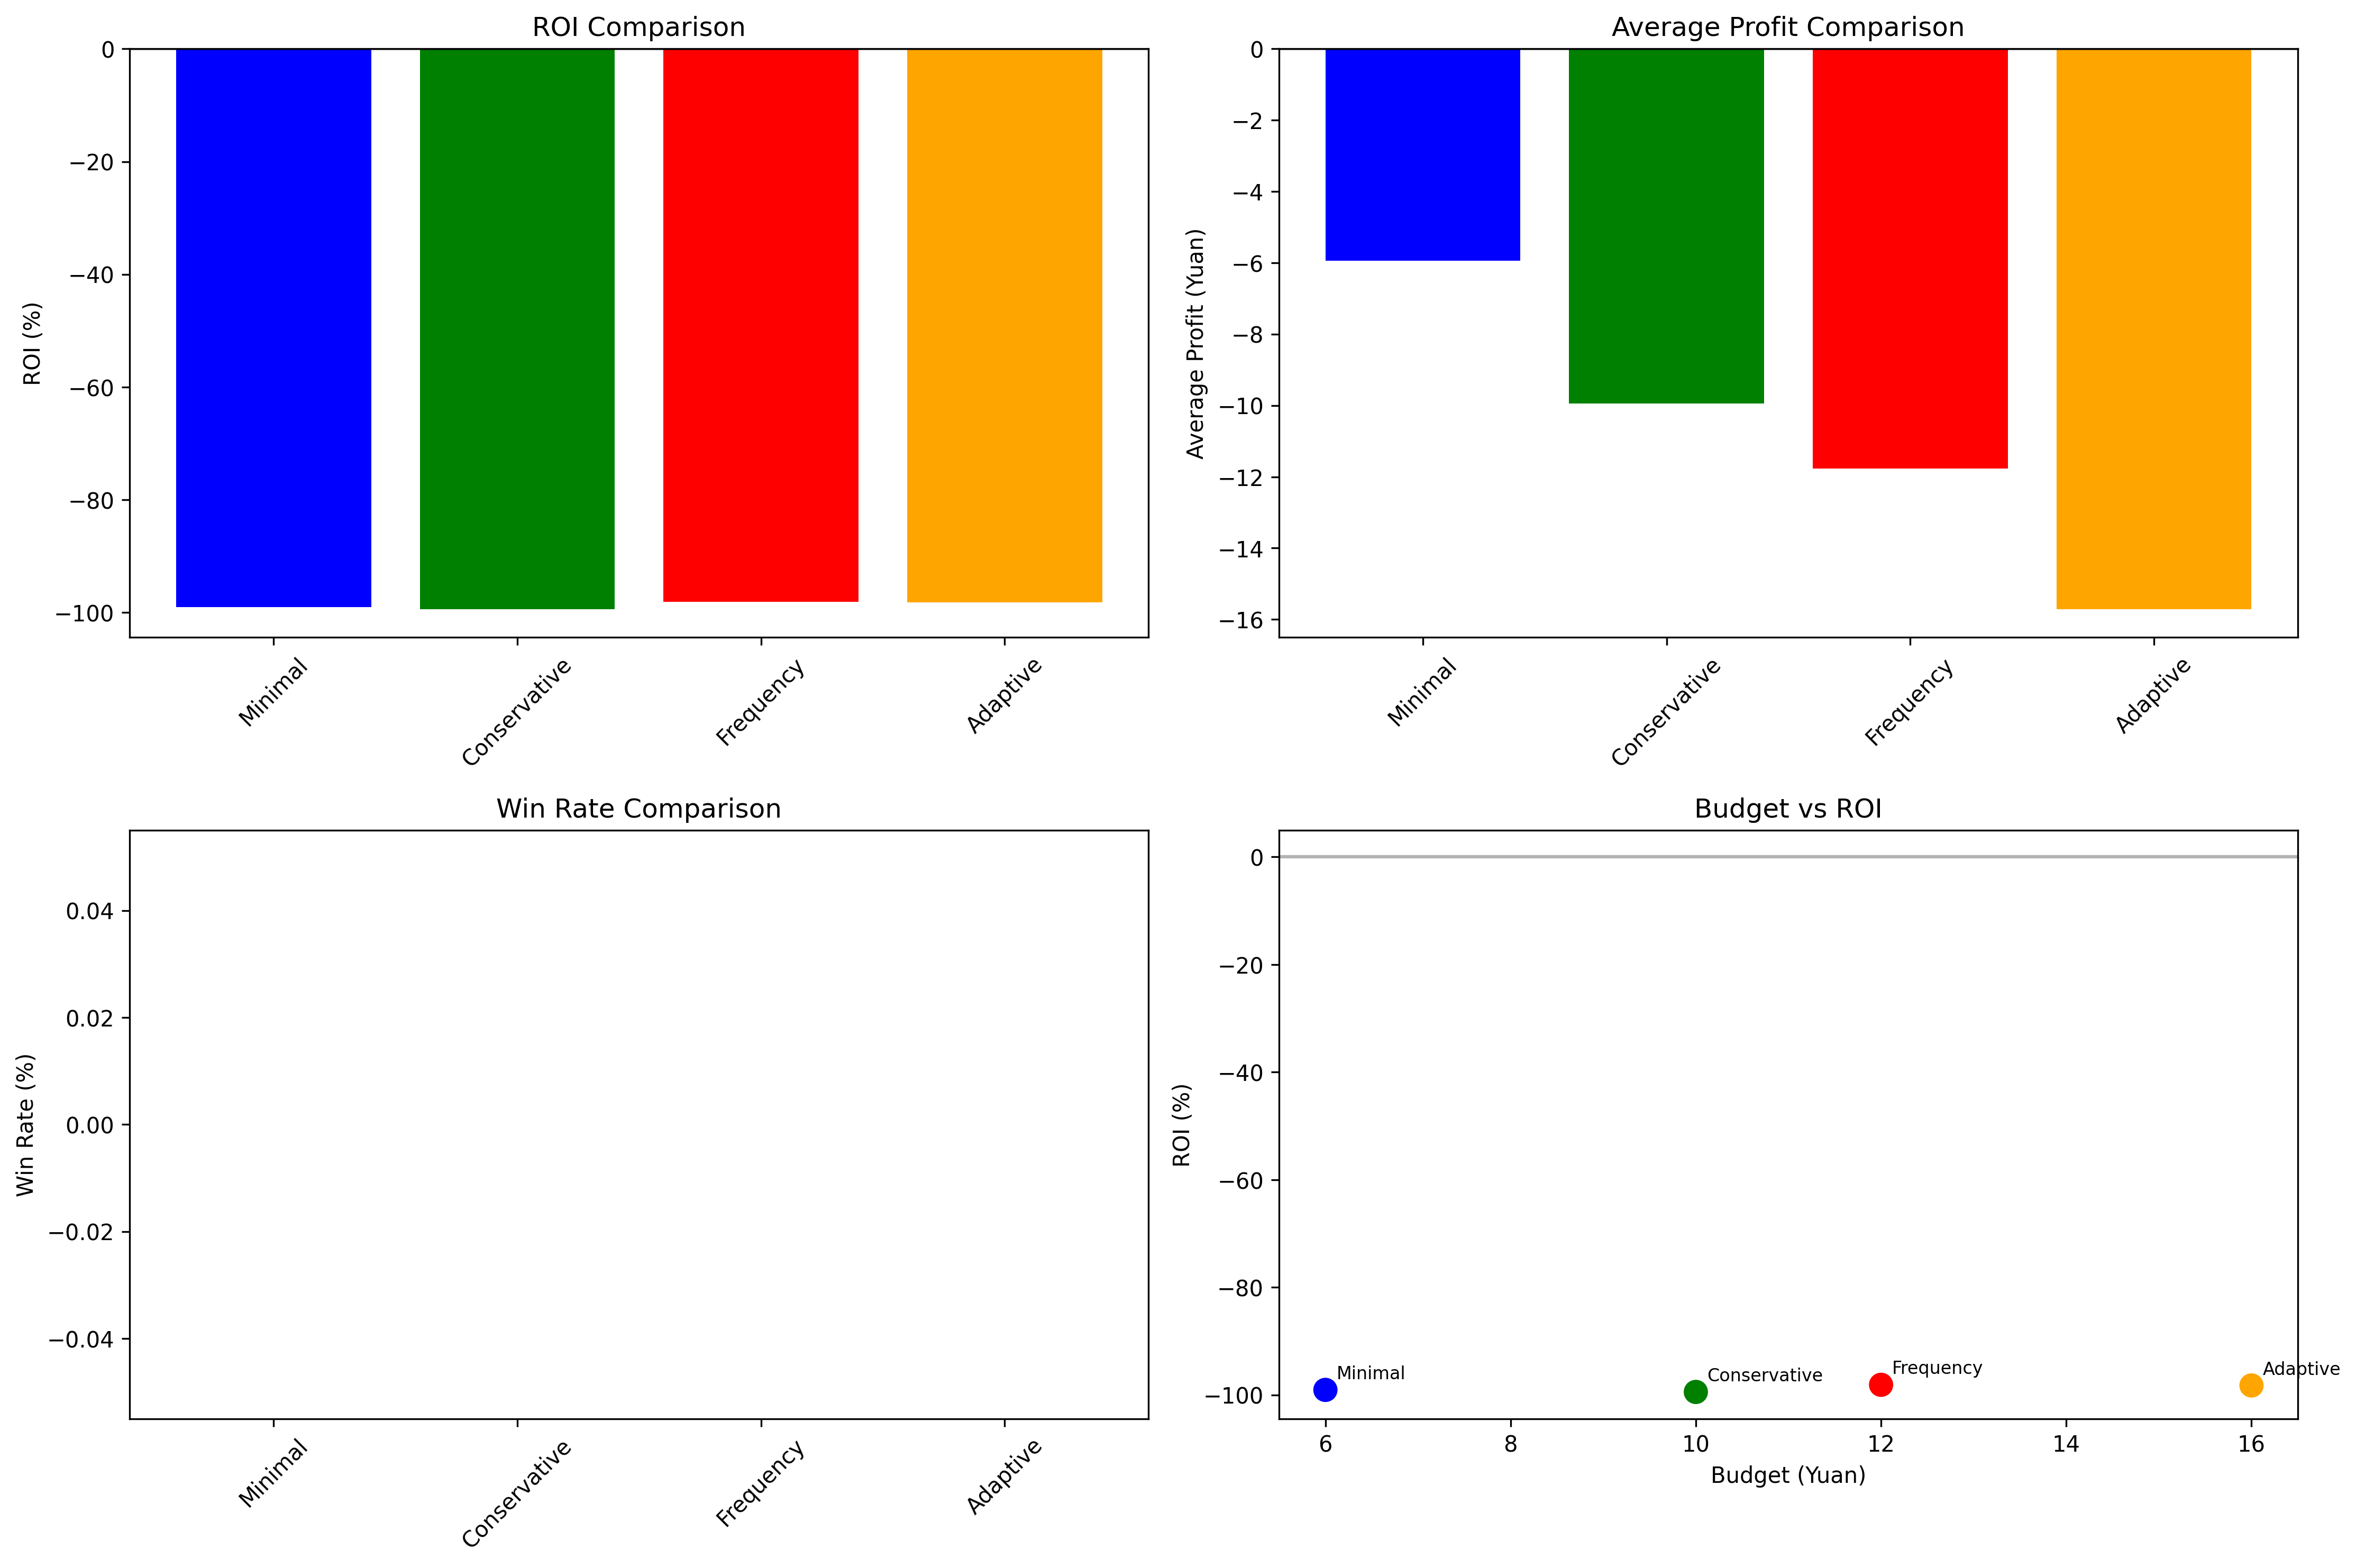 ROI Comparison
ROI (%)
0
−20
−40
−60
−80
−100
Minimal
Conservative
Frequency
Adaptive
Average Profit Comparison
Average Profit (Yuan)
0
−2
−4
−6
−8
−10
−12
−14
−16
Minimal
Conservative
Frequency
Adaptive
Win Rate Comparison
Win Rate (%)
0.04
0.02
0.00
−0.02
−0.04
Minimal
Conservative
Frequency
Adaptive
Budget vs ROI
ROI (%)
0
−20
−40
−60
−80
−100
Minimal
Conservative
Frequency
Adaptive
6
8
10
12
14
16
Budget (Yuan)